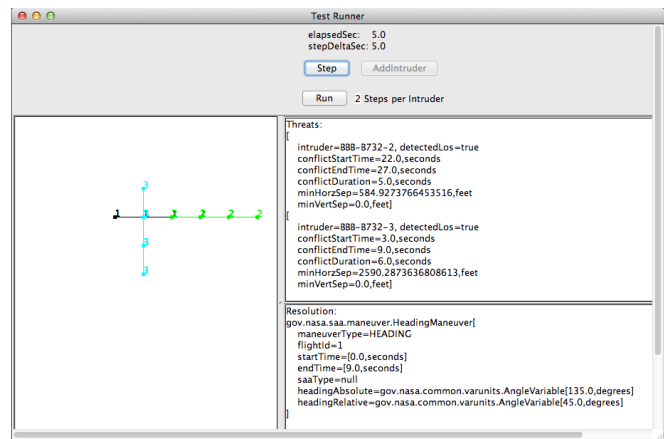 Test Runner
elapsedSec: 5.0
stepDeltaSec: 5.0
Step AddIntruder
Run 2 Steps per Intruder
Threats:
[
intruder=BBB-B732-2, detectedLos=true
conflictStartTime=22.0,seconds
conflictEndTime=27.0,seconds
conflictDuration=5.0,seconds
minHorzSep=584.9273766453516,feet
minVertSep=0.0,feet]
[
intruder=BBB-B732-3, detectedLos=true
conflictStartTime=3.0,seconds
conflictEndTime=9.0,seconds
conflictDuration=6.0,seconds
minHorzSep=2590.2873636808613,feet
minVertSep=0.0,feet]
3
1 2 2 2
3
3
Resolution:
gov.nasa.saa.maneuver.HeadingManeuver[
maneuverType=HEADING
flightId=1
startTime=[0.0,seconds]
endTime=[9.0,seconds]
saaType=null
headingAbsolute=gov.nasa.common.varunits.AngleVariable[135.0,degrees]
headingRelative=gov.nasa.common.varunits.AngleVariable[45.0,degrees]
]